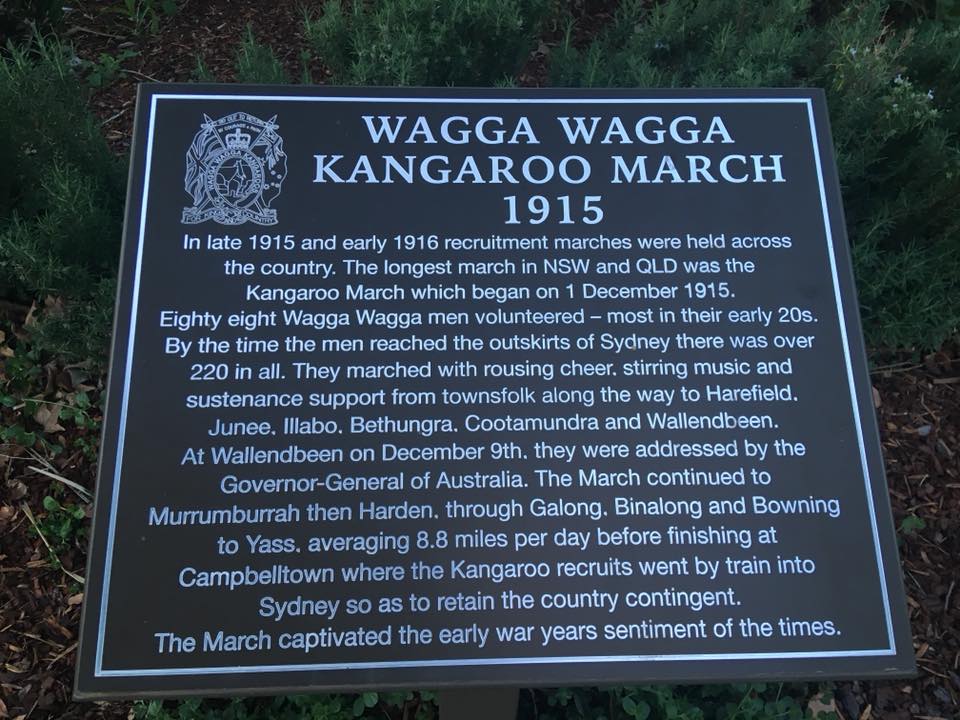 WAGGA WAGGA
KANGAROO MARCH
1915
In late 1915 and early 1916 recruitment marches were held across
the country. The longest march in NSW and QLD was the
Kangaroo March which began on 1 December 1915.
Eighty eight Wagga Wagga men volunteered – most in their early 20s.
By the time the men reached the outskirts of Sydney there was over
220 in all. They marched with rousing cheer, stirring music and
sustenance support from townsfolk along the way to Harefield,
Junee, Illabo, Bethungra, Cootamundra and Wallendbeen.
At Wallendbeen on December 9th, they were addressed by the
Governor-General of Australia. The March continued to
Murrumburrah then Harden, through Galong, Binalong and Bowning
to Yass, averaging 8.8 miles per day before finishing at
Campbelltown where the Kangaroo recruits went by train into
Sydney so as to retain the country contingent.
The March captivated the early war years sentiment of the times.